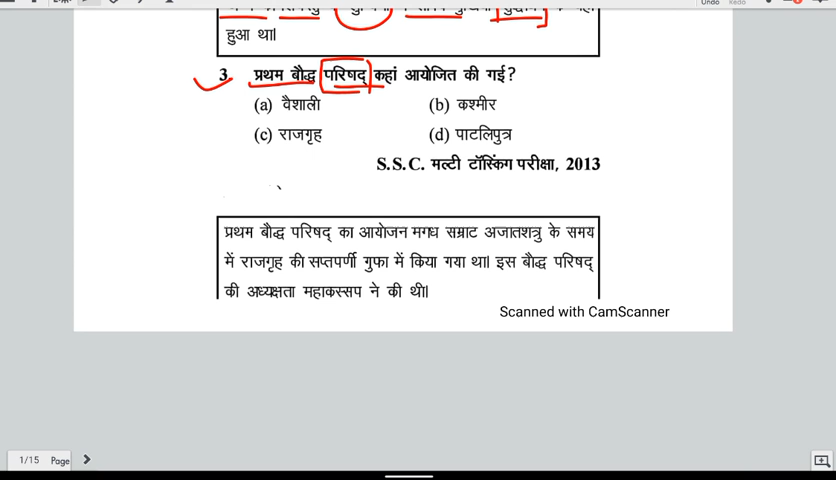 Undo Redo
हुआ था।
3 प्रथम बौद्ध परिषद् कहां आयोजित की गई?
(a) वैशाली (b) कश्मीर
(c) राजगृह (d) पाटलिपुत्र
S.S.C. मल्टी टॉस्किंग परीक्षा, 2013
प्रथम बौद्ध परिषद् का आयोजन मगध सम्राट अजातशत्रु के समय
में राजगृह की सप्तपर्णी गुफा में किया गया था। इस बौद्ध परिषद्
की अध्यक्षता महाकस्सप ने की थी।
Scanned with CamScanner
1/15 Page